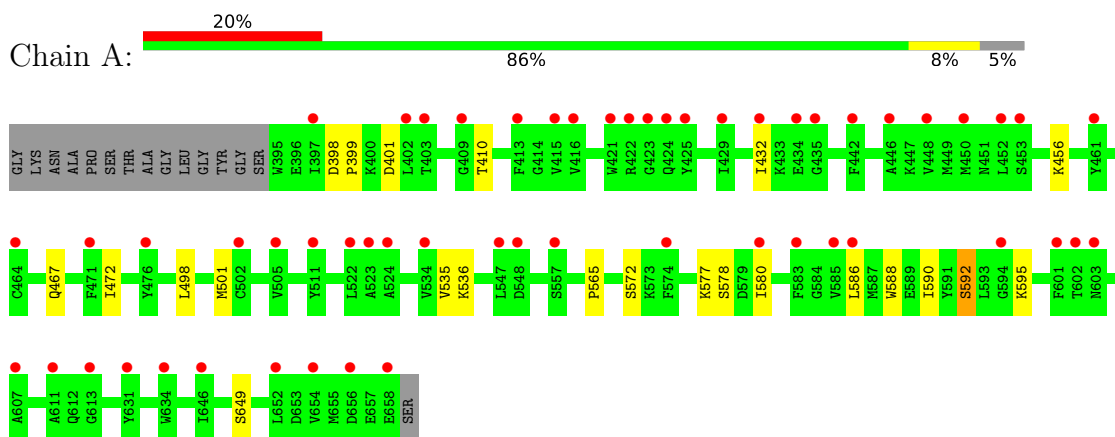 20%
Chain A:
86% 8% 5%
GLY LYS ASN ALA PRO SER THR ALA GLY LEU GLY TYR GLY SER W395 E396 I397 D398 P399 K400 D401 L402 T403 G409 T410 F413 G414 V415 V416 W421 R422 G423 Q424 Y425 I429 I432 K433 E434 G435 F442 A446 K447 V448 M449 M450 N451 L452 S453 K456 Y461
C464 Q467 F471 I472 Y476 L498 M501 C502 V505 Y511 L522 A523 A524 V534 V535 K536 L547 D548 S557 P565 S572 K573 F574 K577 S578 D579 I580 F583 G584 V585 L586 M587 W588 E589 I590 Y591 S592 L593 G594 K595 F601 T602 N603
A607 A611 Q612 G613 Y631 W634 I646 S649 L652 D653 V654 M655 D656 E657 E658 SER